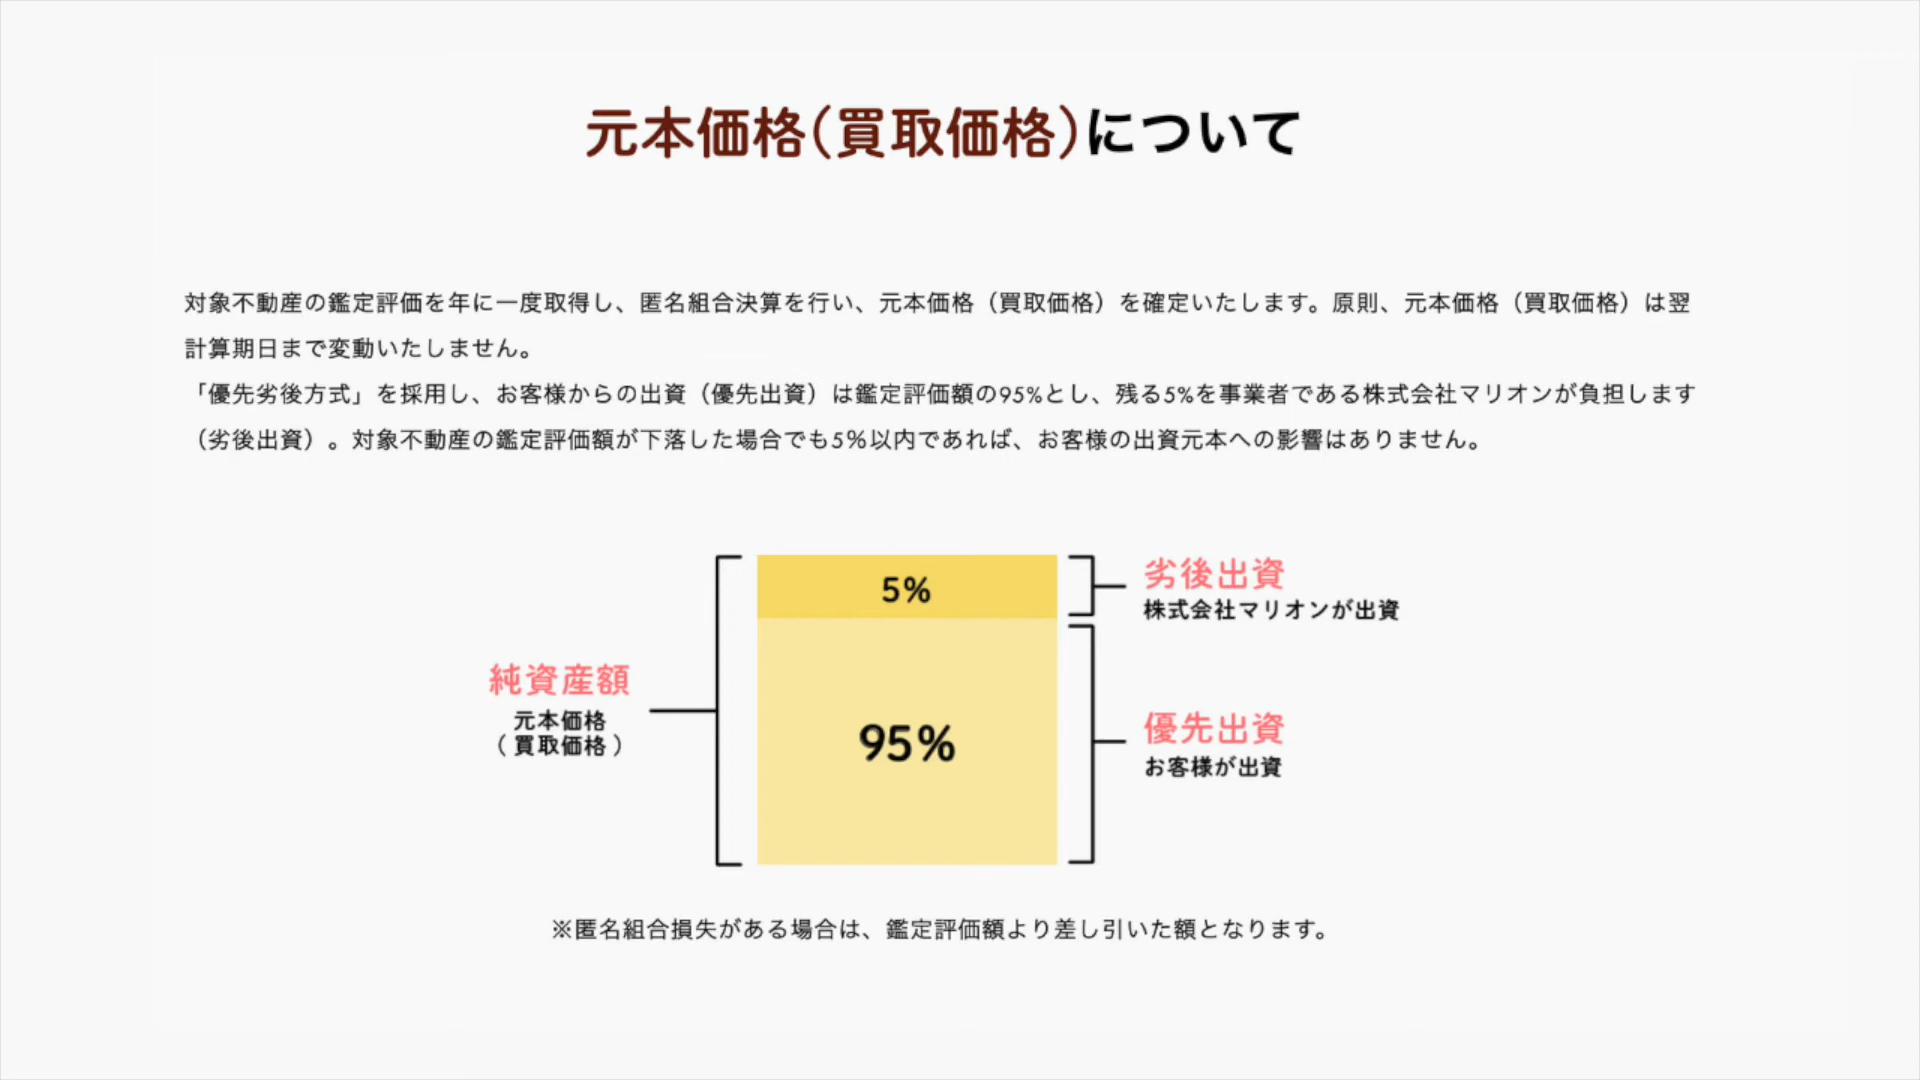 元本価格(買取価格)について
対象不動産の鑑定評価を年に一度取得し、匿名組合決算を行い、元本価格（買取価格）を確定いたします。原則、元本価格（買取価格）は翌
計算期日まで変動いたしません。
「優先劣後方式」を採用し、お客様からの出資（優先出資）は鑑定評価額の95%とし、残る5%を事業者である株式会社マリオンが負担します
（劣後出資）。対象不動産の鑑定評価額が下落した場合でも5％以内であれば、お客様の出資元本への影響はありません。
5%
劣後出資
株式会社マリオンが出資
純資産額
元本価格
（買取価格）
95%
優先出資
お客様が出資
※匿名組合損失がある場合は、鑑定評価額より差し引いた額となります。